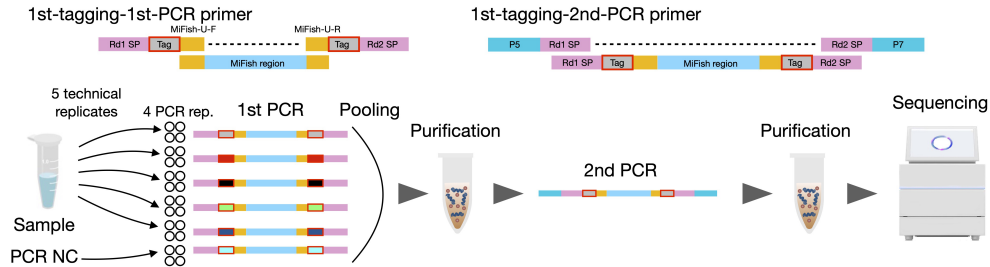 1st-tagging-1st-PCR primer
MiFish-U-F
MiFish-U-R
Rd1 SP
Tag
Tag
Rd2 SP
MiFish region
1st-tagging-2nd-PCR primer
P5
Rd1 SP
Rd2 SP
P7
Rd1 SP
Tag
MiFish region
Tag
Rd2 SP
5 technical
replicates
4 PCR rep.
1st PCR
Pooling
Purification
2nd PCR
Purification
Sequencing
Sample
PCR NC